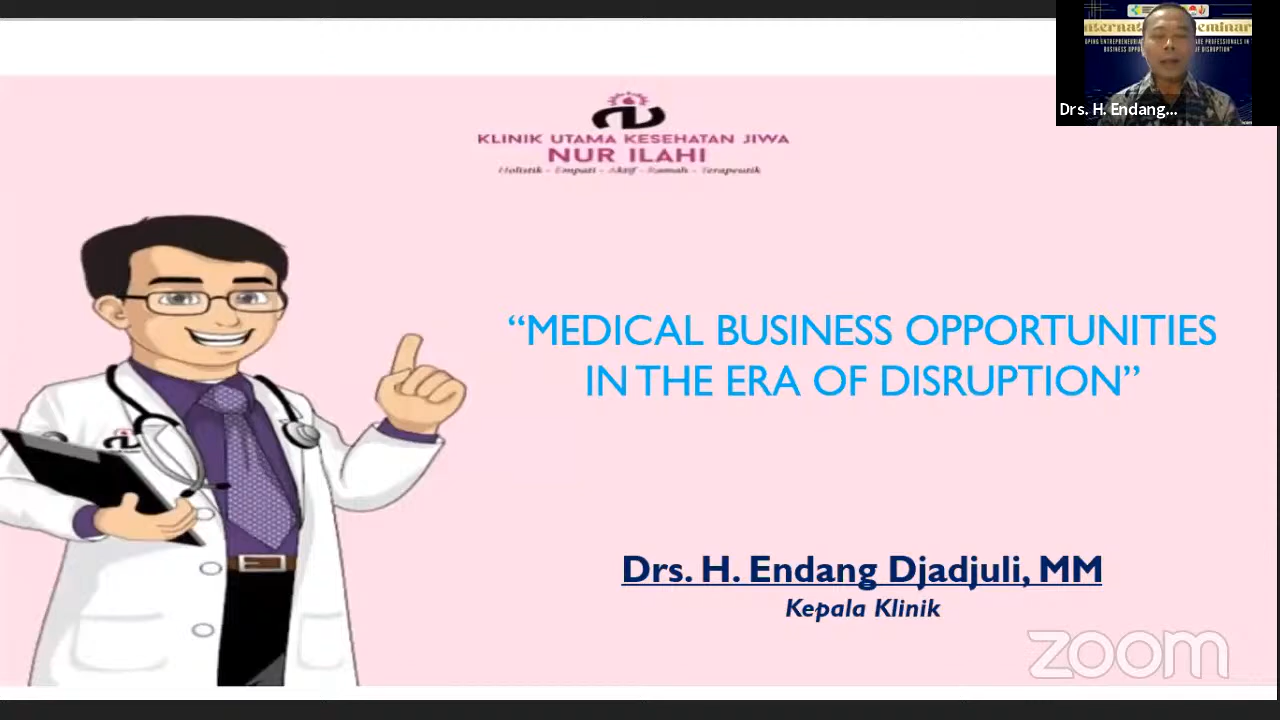 Drs. H. Endang...
KLINIK UTAMA KESEHATAN JIWA
NUR ILAHI
Holistik - Empati - Aktif - Ramah - Terapeutik
“MEDICAL BUSINESS OPPORTUNITIES
IN THE ERA OF DISRUPTION”
Drs. H. Endang Djadjuli, MM
Kepala Klinik
zoom